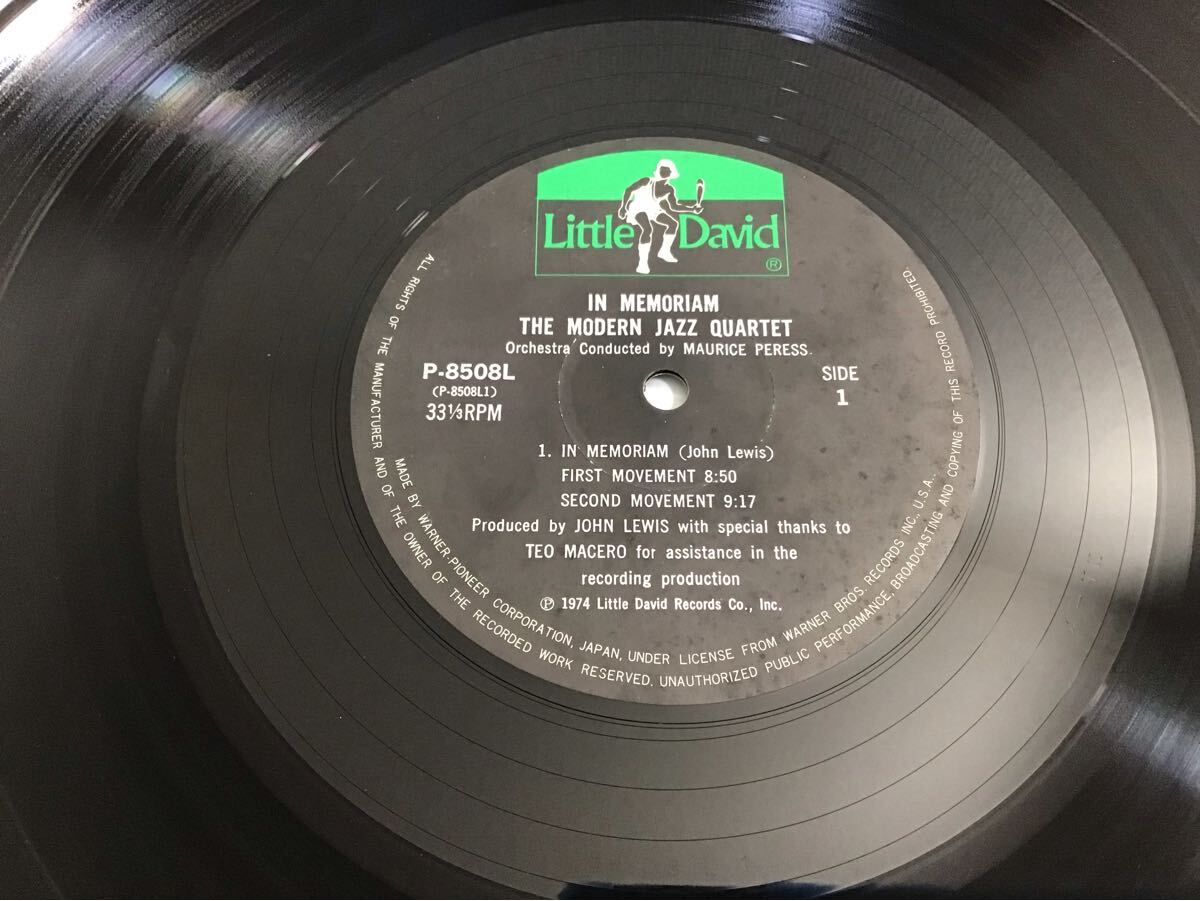 Little David
®
IN MEMORIAM
THE MODERN JAZZ QUARTET
Orchestra Conducted by MAURICE PERESS.
P-8508L
(P-8508L1)
33⅓RPM
SIDE
1
1. IN MEMORIAM (John Lewis)
FIRST MOVEMENT 8:50
SECOND MOVEMENT 9:17
Produced by JOHN LEWIS with special thanks to
TEO MACERO for assistance in the
recording production
Ⓟ 1974 Little David Records Co., Inc.
MADE BY WARNER-PIONEER CORPORATION, JAPAN, UNDER LICENSE FROM WARNER BROS. RECORDS INC., U.S.A.
ALL RIGHTS OF THE MANUFACTURER AND OF THE OWNER OF THE RECORDED WORK RESERVED. UNAUTHORIZED PUBLIC PERFORMANCE, BROADCASTING AND COPYING OF THIS RECORD PROHIBITED.